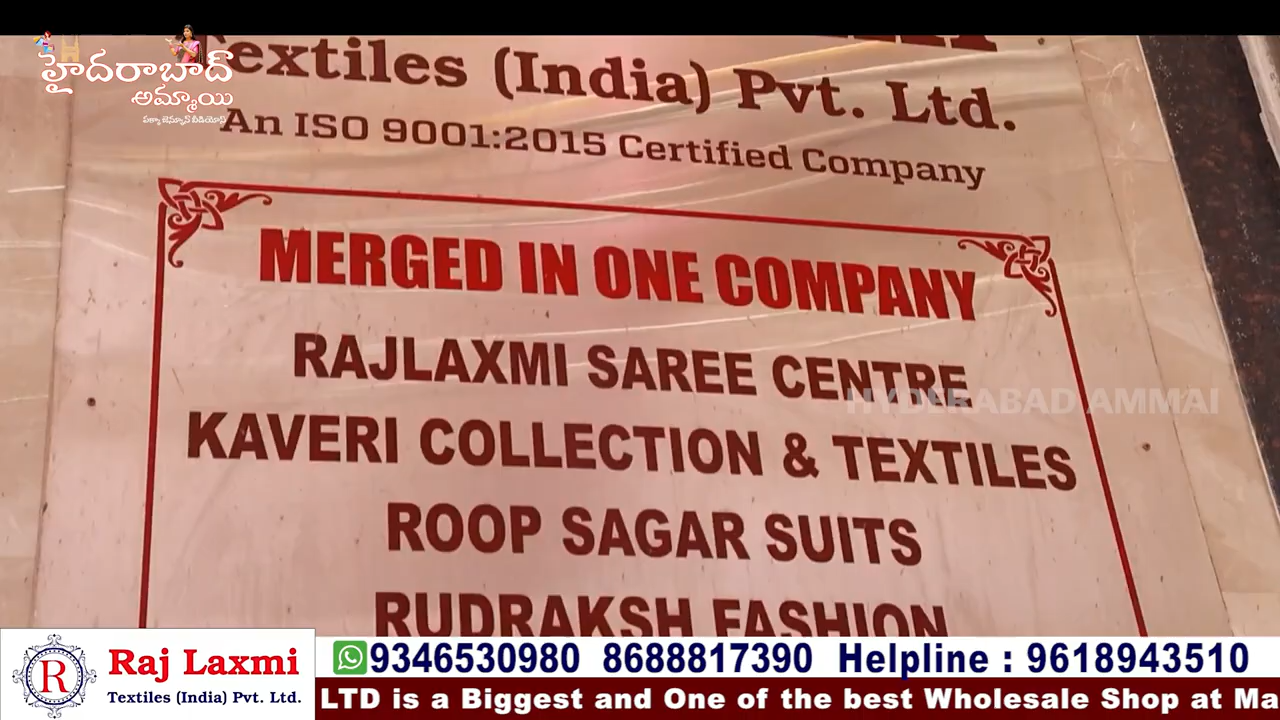 హైదరాబాద్
అమ్మాయి
Textiles (India) Pvt. Ltd.
An ISO 9001:2015 Certified Company
MERGED IN ONE COMPANY
RAJLAXMI SAREE CENTRE
HYDERABAD AMMAI
KAVERI COLLECTION & TEXTILES
ROOP SAGAR SUITS
RUDRAKSH FASHION
R
Raj Laxmi
Textiles (India) Pvt. Ltd.
9346530980 8688817390 Helpline : 9618943510
LTD is a Biggest and One of the best Wholesale Shop at Ma